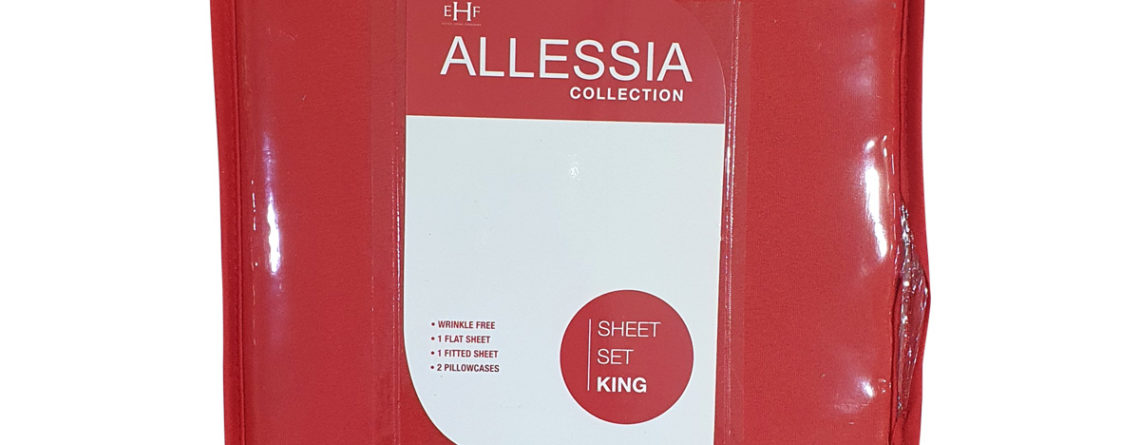 EHF
ALLESSIA
COLLECTION
• WRINKLE FREE
• 1 FLAT SHEET
• 1 FITTED SHEET
• 2 PILLOWCASES
SHEET
SET
KING